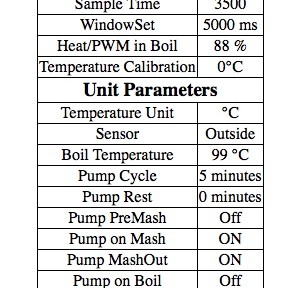 Sample Time 3500
WindowSet 5000 ms
Heat/PWM in Boil 88 %
Temperature Calibration 0°C
Unit Parameters
Temperature Unit °C
Sensor Outside
Boil Temperature 99 °C
Pump Cycle 5 minutes
Pump Rest 0 minutes
Pump PreMash Off
Pump on Mash ON
Pump MashOut ON
Pump on Boil Off